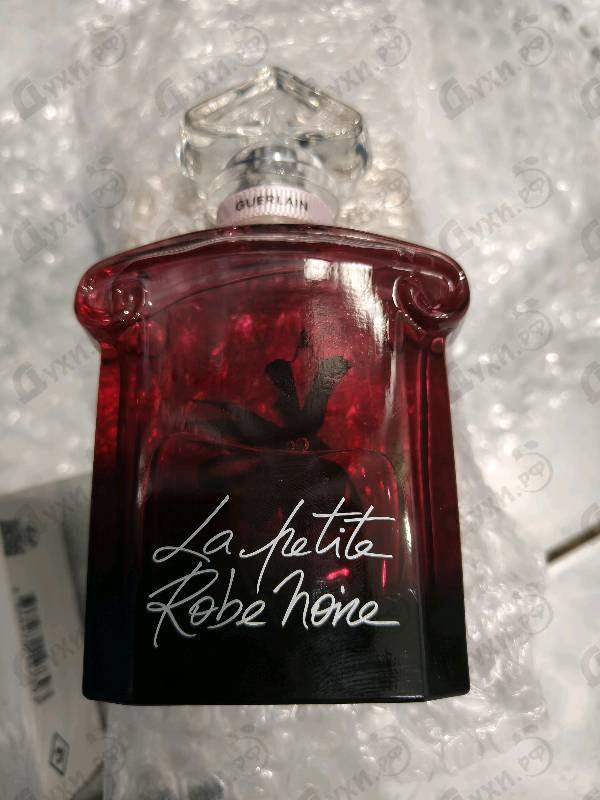 GUERLAIN
La petite
Robe Noire
Духи.РФ